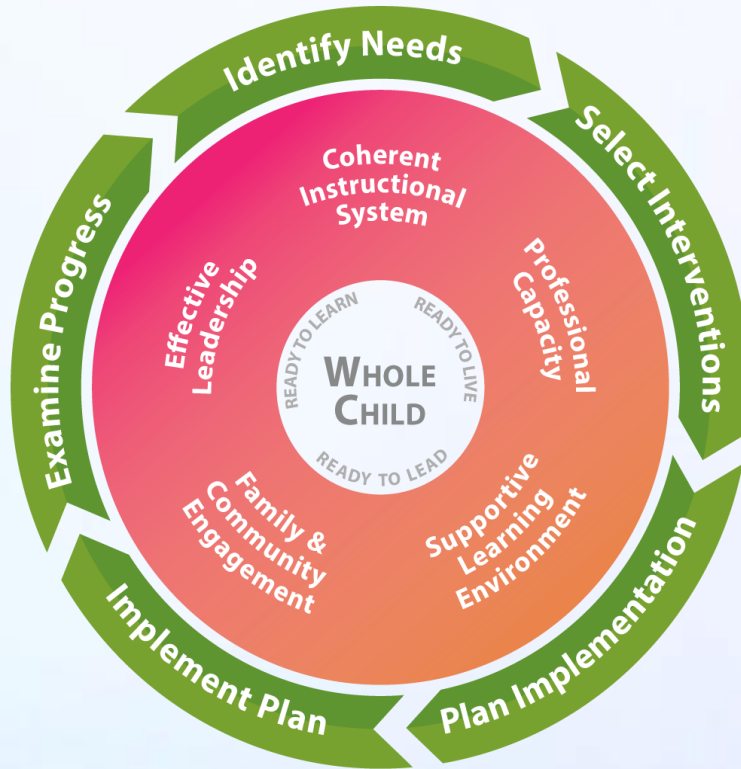 Identify Needs
Select Interventions
Plan Implementation
Implement Plan
Examine Progress
Coherent
Instructional
System
Professional
Capacity
Supportive
Learning
Environment
Family &
Community
Engagement
Effective
Leadership
READY TO LEARN
READY TO LIVE
READY TO LEAD
WHOLE
CHILD